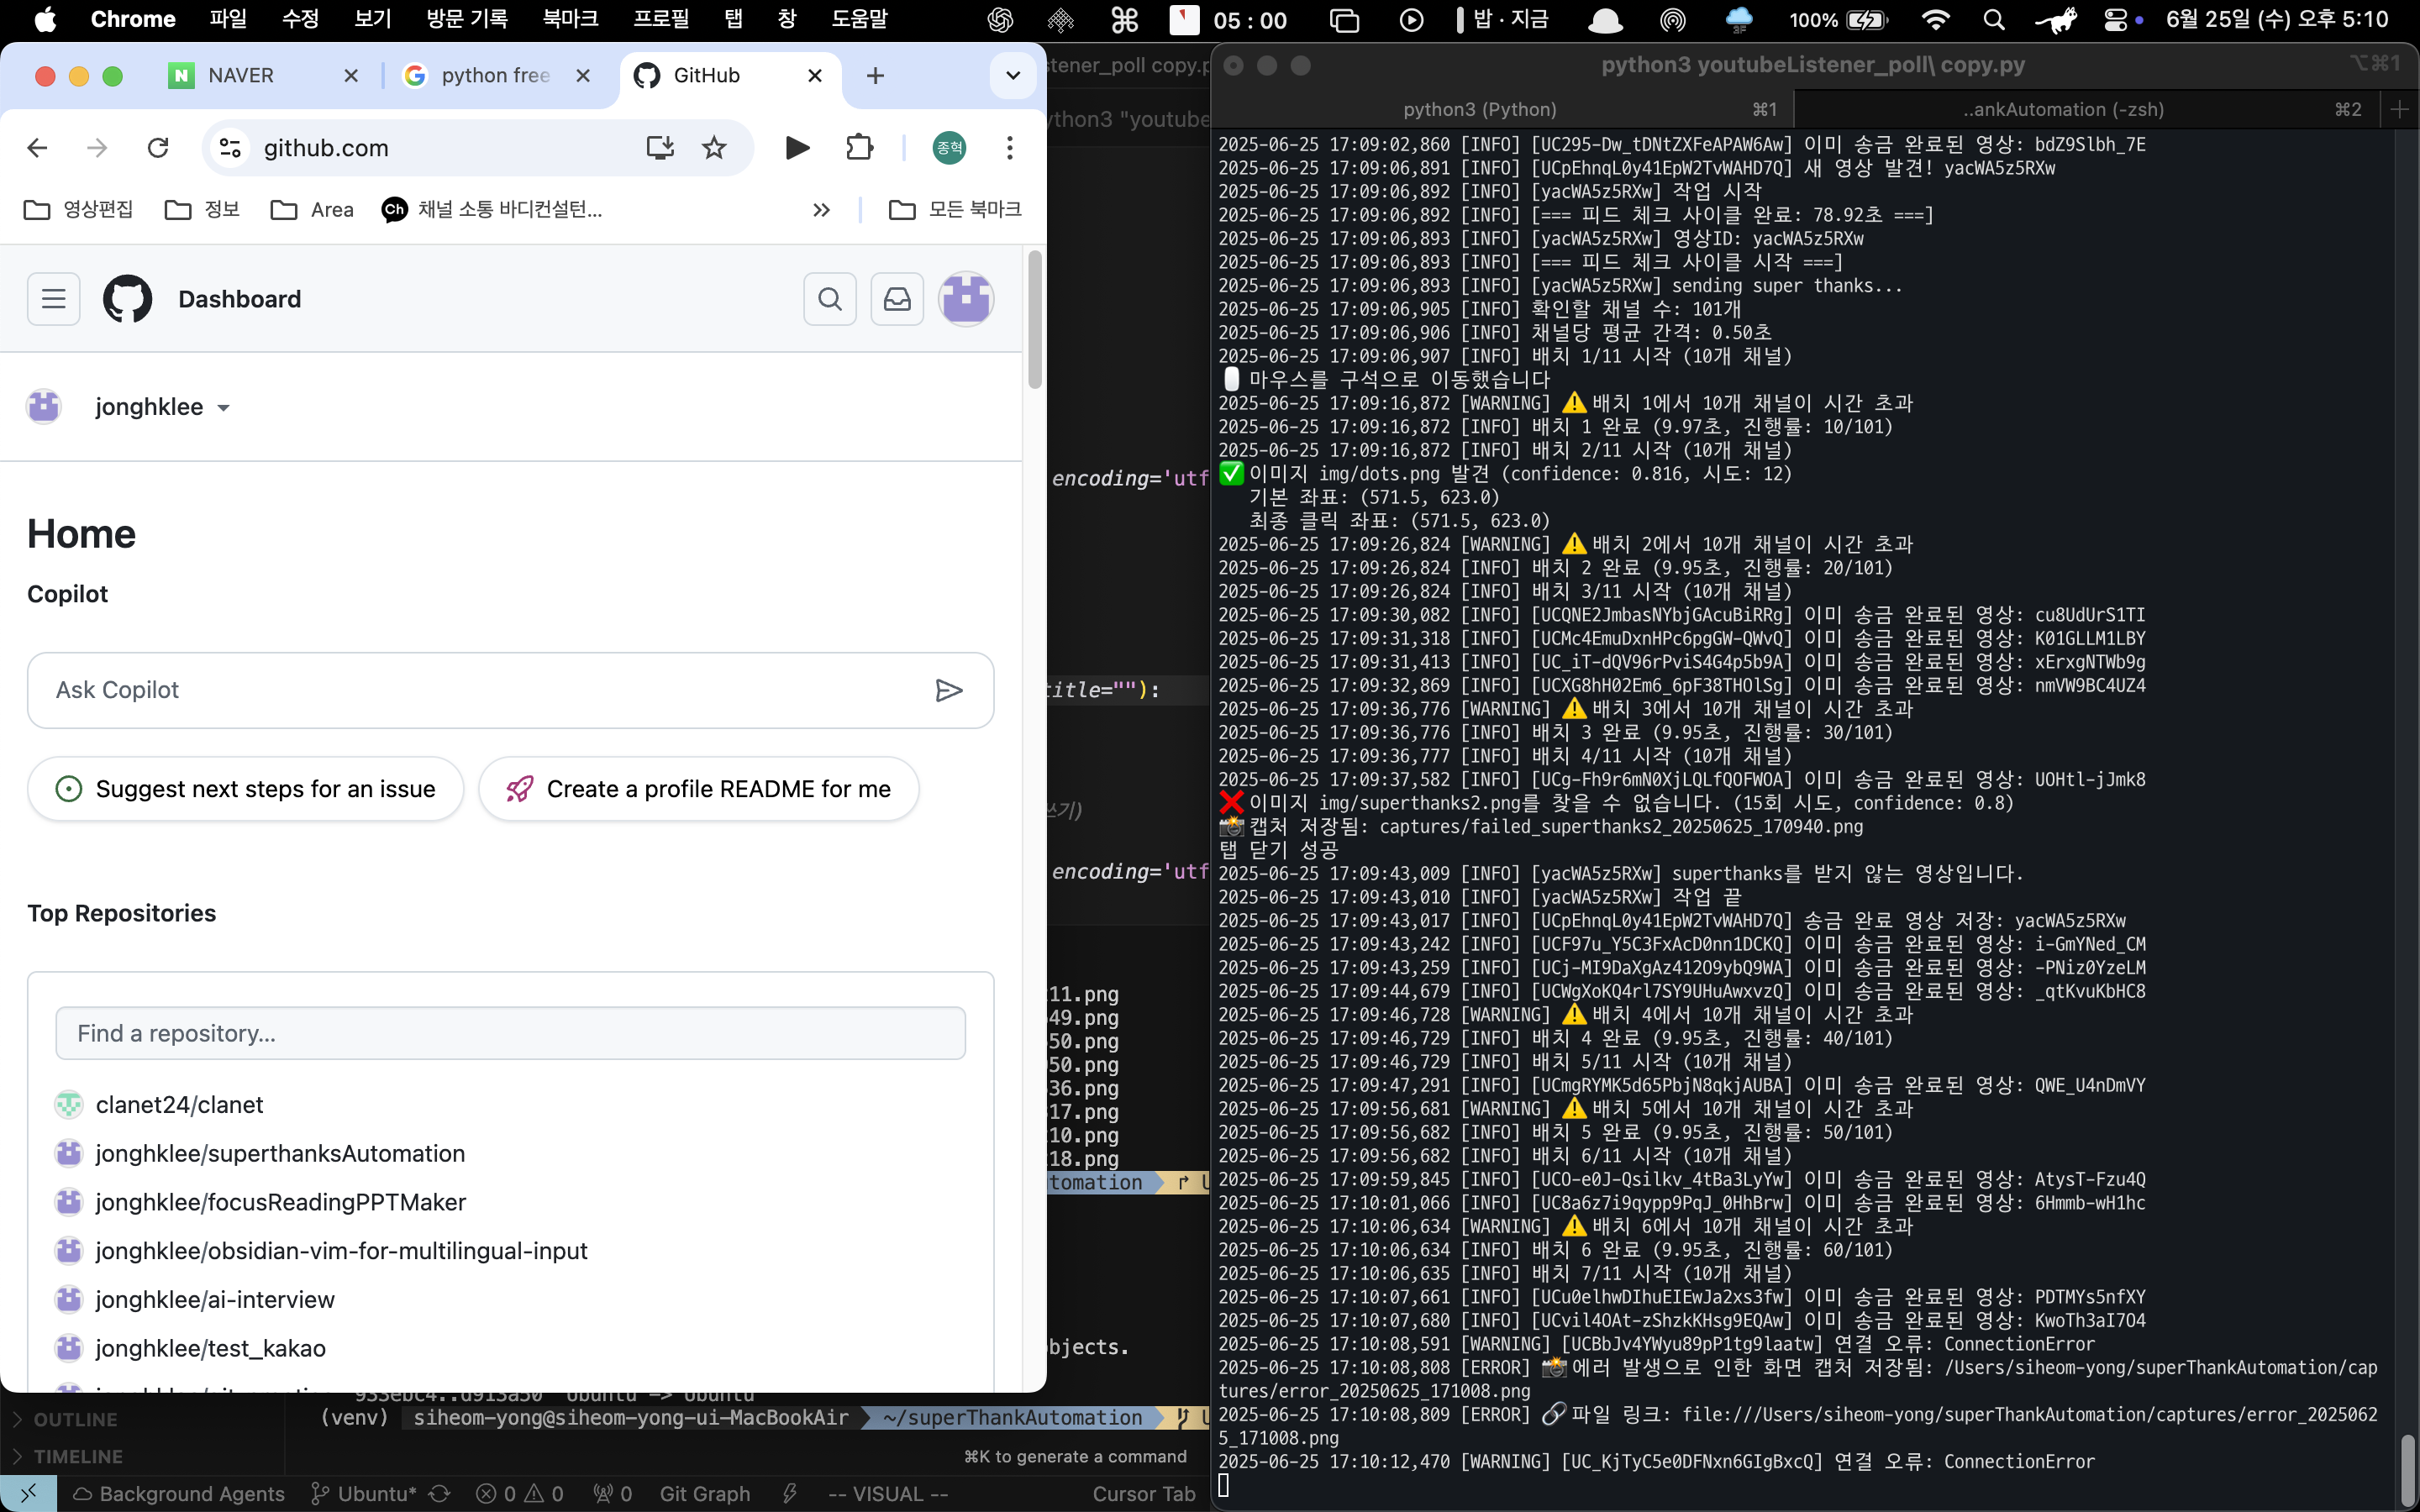 Chrome 파일 수정 보기 방문 기록 북마크 프로필 탭 창 도움말 05 : 00 밥 · 지금 100% 6월 25일 (수) 오후 5:10
NAVER
python free
GitHub
github.com
종혁
영상편집 정보 Area 채널 소통 바디컨설턴... 모든 북마크
Dashboard
jonghklee
Home
Copilot
Ask Copilot
Suggest next steps for an issue
Create a profile README for me
Top Repositories
Find a repository...
clanet24/clanet
jonghklee/superthanksAutomation
jonghklee/focusReadingPPTMaker
jonghklee/obsidian-vim-for-multilingual-input
jonghklee/ai-interview
jonghklee/test_kakao
stener_poll copy.p
ython3 "youtube
encoding='utf
title=""):
쓰기)
encoding='utf
11.png
49.png
50.png
50.png
36.png
17.png
10.png
18.png
tomation
bjects.
OUTLINE
(venv) siheom-yong@siheom-yong-ui-MacBookAir ~/superThankAutomation
TIMELINE
⌘K to generate a command
Background Agents Ubuntu* 0 0 0 Git Graph -- VISUAL -- Cursor Tab
python3 youtubeListener_poll\ copy.py ⌥⌘1
python3 (Python) ⌘1 ..ankAutomation (-zsh) ⌘2
2025-06-25 17:09:02,860 [INFO] [UC295-Dw_tDNtZXFeAPAW6Aw] 이미 송금 완료된 영상: bdZ9Slbh_7E
2025-06-25 17:09:06,891 [INFO] [UCpEhnqL0y41EpW2TvWAHD7Q] 새 영상 발견! yacWA5z5RXw
2025-06-25 17:09:06,892 [INFO] [yacWA5z5RXw] 작업 시작
2025-06-25 17:09:06,892 [INFO] [=== 피드 체크 사이클 완료: 78.92초 ===]
2025-06-25 17:09:06,893 [INFO] [yacWA5z5RXw] 영상ID: yacWA5z5RXw
2025-06-25 17:09:06,893 [INFO] [=== 피드 체크 사이클 시작 ===]
2025-06-25 17:09:06,893 [INFO] [yacWA5z5RXw] sending super thanks...
2025-06-25 17:09:06,905 [INFO] 확인할 채널 수: 101개
2025-06-25 17:09:06,906 [INFO] 채널당 평균 간격: 0.50초
2025-06-25 17:09:06,907 [INFO] 배치 1/11 시작 (10개 채널)
마우스를 구석으로 이동했습니다
2025-06-25 17:09:16,872 [WARNING] ⚠️ 배치 1에서 10개 채널이 시간 초과
2025-06-25 17:09:16,872 [INFO] 배치 1 완료 (9.97초, 진행률: 10/101)
2025-06-25 17:09:16,872 [INFO] 배치 2/11 시작 (10개 채널)
✅ 이미지 img/dots.png 발견 (confidence: 0.816, 시도: 12)
기본 좌표: (571.5, 623.0)
최종 클릭 좌표: (571.5, 623.0)
2025-06-25 17:09:26,824 [WARNING] ⚠️ 배치 2에서 10개 채널이 시간 초과
2025-06-25 17:09:26,824 [INFO] 배치 2 완료 (9.95초, 진행률: 20/101)
2025-06-25 17:09:26,824 [INFO] 배치 3/11 시작 (10개 채널)
2025-06-25 17:09:30,082 [INFO] [UCQNE2JmbasNYbjGAcuBiRRg] 이미 송금 완료된 영상: cu8UdUrS1TI
2025-06-25 17:09:31,318 [INFO] [UCMc4EmuDxnHPc6pgGW-QWvQ] 이미 송금 완료된 영상: K01GLLM1LBY
2025-06-25 17:09:31,413 [INFO] [UC_iT-dQV96rPviS4G4p5b9A] 이미 송금 완료된 영상: xErxgNTWb9g
2025-06-25 17:09:32,869 [INFO] [UCXG8hH02Em6_6pF38THOlSg] 이미 송금 완료된 영상: nmVW9BC4UZ4
2025-06-25 17:09:36,776 [WARNING] ⚠️ 배치 3에서 10개 채널이 시간 초과
2025-06-25 17:09:36,776 [INFO] 배치 3 완료 (9.95초, 진행률: 30/101)
2025-06-25 17:09:36,777 [INFO] 배치 4/11 시작 (10개 채널)
2025-06-25 17:09:37,582 [INFO] [UCg-Fh9r6mN0XjLQLfQOFWOA] 이미 송금 완료된 영상: UOHtl-jJmk8
❌ 이미지 img/superthanks2.png를 찾을 수 없습니다. (15회 시도, confidence: 0.8)
📸 캡처 저장됨: captures/failed_superthanks2_20250625_170940.png
탭 닫기 성공
2025-06-25 17:09:43,009 [INFO] [yacWA5z5RXw] superthanks를 받지 않는 영상입니다.
2025-06-25 17:09:43,010 [INFO] [yacWA5z5RXw] 작업 끝
2025-06-25 17:09:43,017 [INFO] [UCpEhnqL0y41EpW2TvWAHD7Q] 송금 완료 영상 저장: yacWA5z5RXw
2025-06-25 17:09:43,242 [INFO] [UCF97u_Y5C3FxAcD0nn1DCKQ] 이미 송금 완료된 영상: i-GmYNed_CM
2025-06-25 17:09:43,259 [INFO] [UCj-MI9DaXgAz412O9ybQ9WA] 이미 송금 완료된 영상: -PNiz0YzeLM
2025-06-25 17:09:44,679 [INFO] [UCWgXoKQ4rl7SY9UHuAwxvzQ] 이미 송금 완료된 영상: _qtKvuKbHC8
2025-06-25 17:09:46,728 [WARNING] ⚠️ 배치 4에서 10개 채널이 시간 초과
2025-06-25 17:09:46,729 [INFO] 배치 4 완료 (9.95초, 진행률: 40/101)
2025-06-25 17:09:46,729 [INFO] 배치 5/11 시작 (10개 채널)
2025-06-25 17:09:47,291 [INFO] [UCmgRYMK5d65PbjN8qkjAUBA] 이미 송금 완료된 영상: QWE_U4nDmVY
2025-06-25 17:09:56,681 [WARNING] ⚠️ 배치 5에서 10개 채널이 시간 초과
2025-06-25 17:09:56,682 [INFO] 배치 5 완료 (9.95초, 진행률: 50/101)
2025-06-25 17:09:56,682 [INFO] 배치 6/11 시작 (10개 채널)
2025-06-25 17:09:59,845 [INFO] [UCO-e0J-Qsilkv_4tBa3LyYw] 이미 송금 완료된 영상: AtysT-Fzu4Q
2025-06-25 17:10:01,066 [INFO] [UC8a6z7i9qypp9PqJ_0HhBrw] 이미 송금 완료된 영상: 6Hmmb-wH1hc
2025-06-25 17:10:06,634 [WARNING] ⚠️ 배치 6에서 10개 채널이 시간 초과
2025-06-25 17:10:06,634 [INFO] 배치 6 완료 (9.95초, 진행률: 60/101)
2025-06-25 17:10:06,635 [INFO] 배치 7/11 시작 (10개 채널)
2025-06-25 17:10:07,661 [INFO] [UCu0elhwDIhuEIEwJa2xs3fw] 이미 송금 완료된 영상: PDTMYs5nfXY
2025-06-25 17:10:07,680 [INFO] [UCvil4OAt-zShzkKHsg9EQAw] 이미 송금 완료된 영상: KwoTh3aI7O4
2025-06-25 17:10:08,591 [WARNING] [UCBbJv4YWyu89pP1tg9laatw] 연결 오류: ConnectionError
2025-06-25 17:10:08,808 [ERROR] 📸 에러 발생으로 인한 화면 캡처 저장됨: /Users/siheom-yong/superThankAutomation/cap
tures/error_20250625_171008.png
2025-06-25 17:10:08,809 [ERROR] 🔗 파일 링크: file:///Users/siheom-yong/superThankAutomation/captures/error_2025062
5_171008.png
2025-06-25 17:10:12,470 [WARNING] [UC_KjTyC5e0DFNxn6GIgBxcQ] 연결 오류: ConnectionError